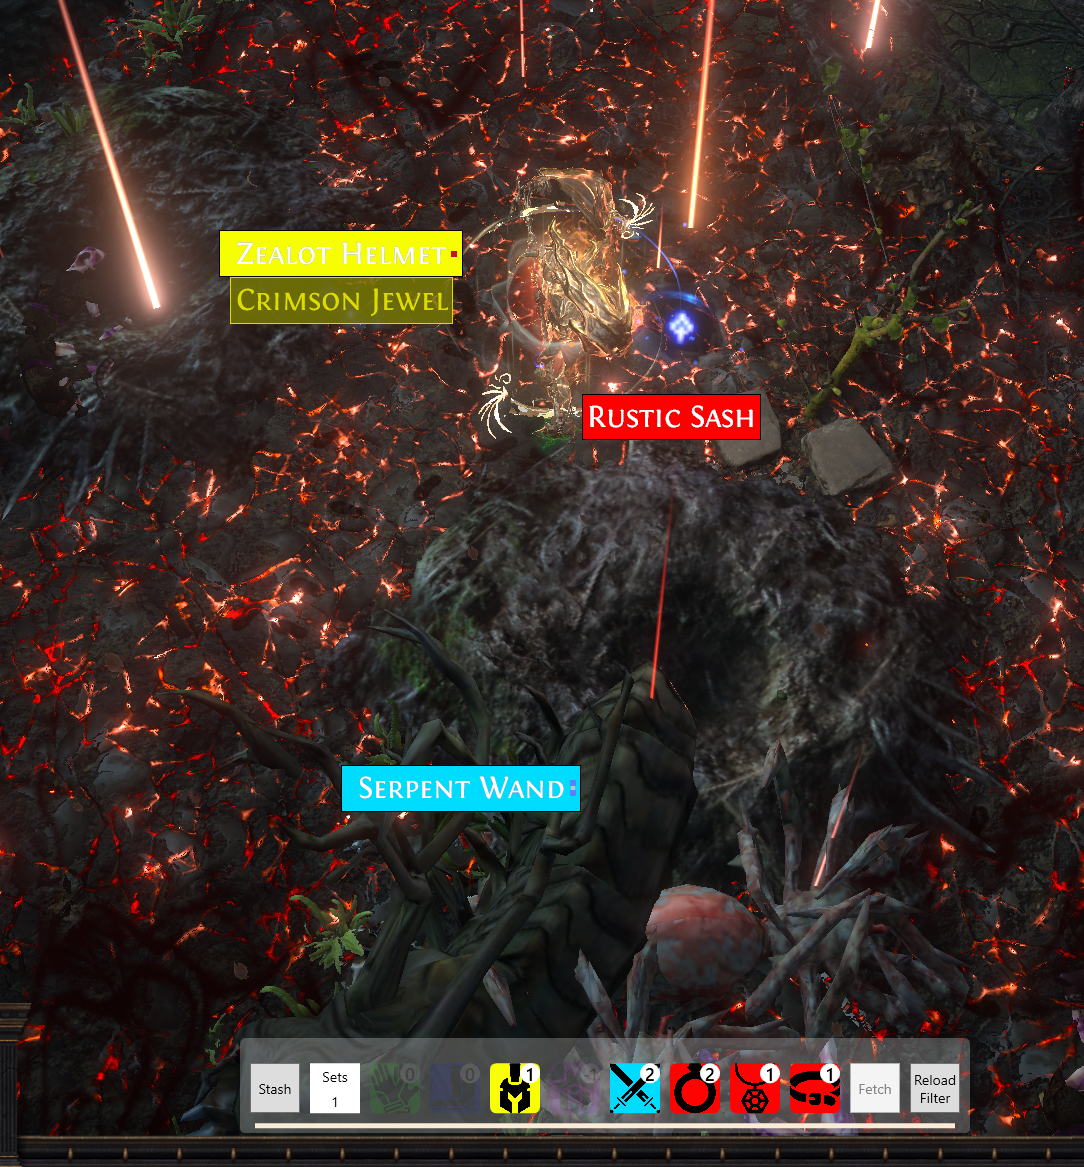 Zealot Helmet
Crimson Jewel
Rustic Sash
Serpent Wand
Stash
Sets
1
0
0
1
2
2
1
1
Fetch
Reload
Filter